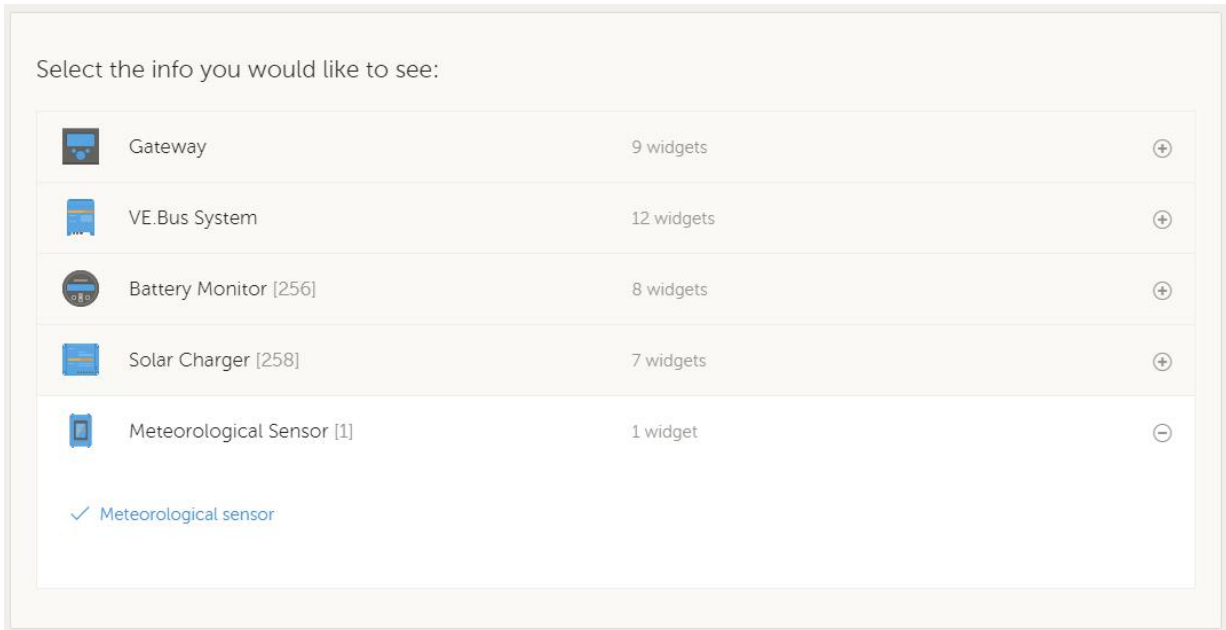 Select the info you would like to see:
Gateway 9 widgets
VE.Bus System 12 widgets
Battery Monitor [256] 8 widgets
Solar Charger [258] 7 widgets
Meteorological Sensor [1] 1 widget
Meteorological sensor